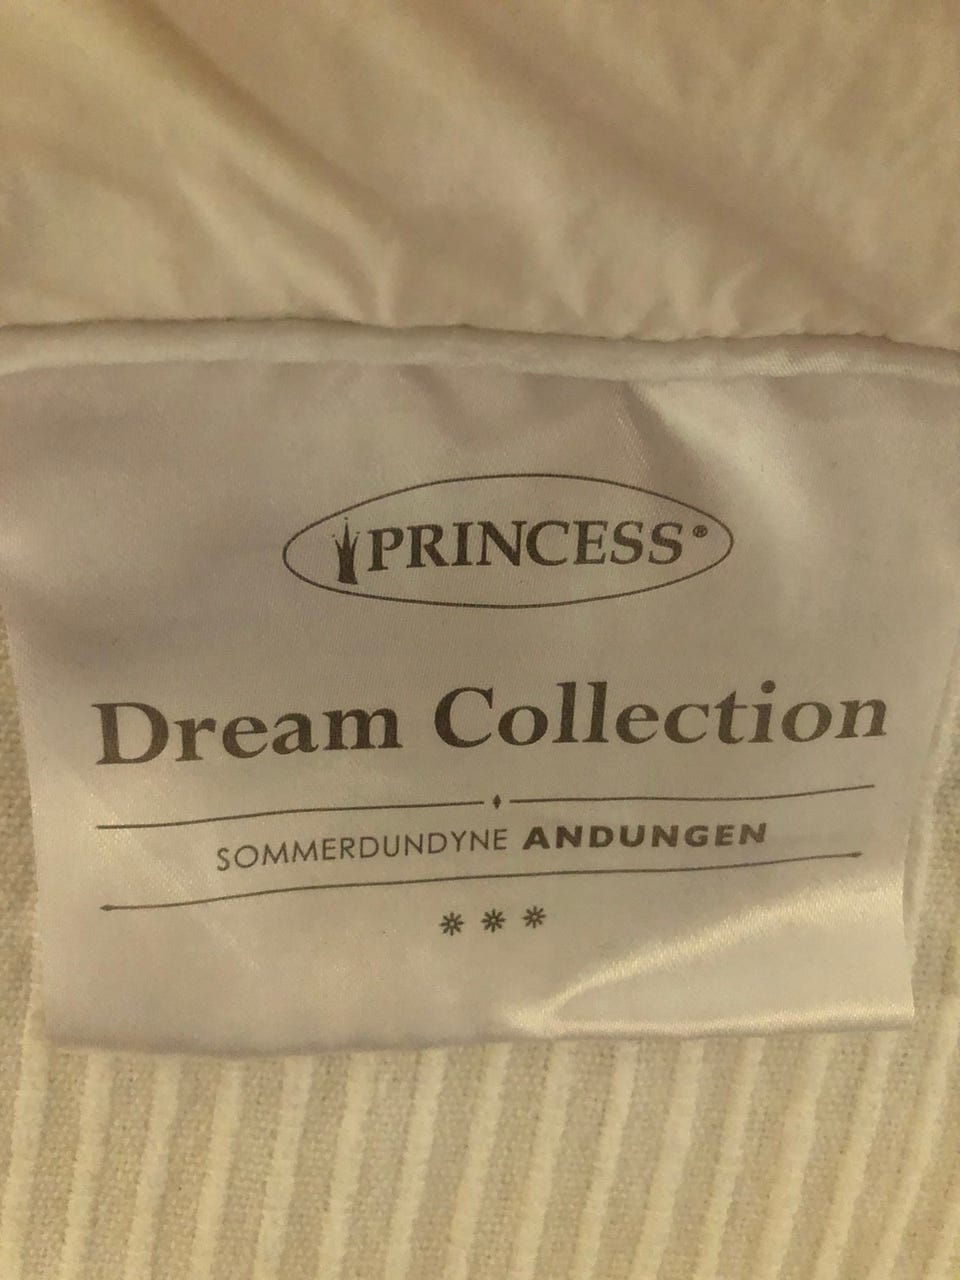 PRINCESS®
Dream Collection
SOMMERDUNDYNE ANDUNGEN
***